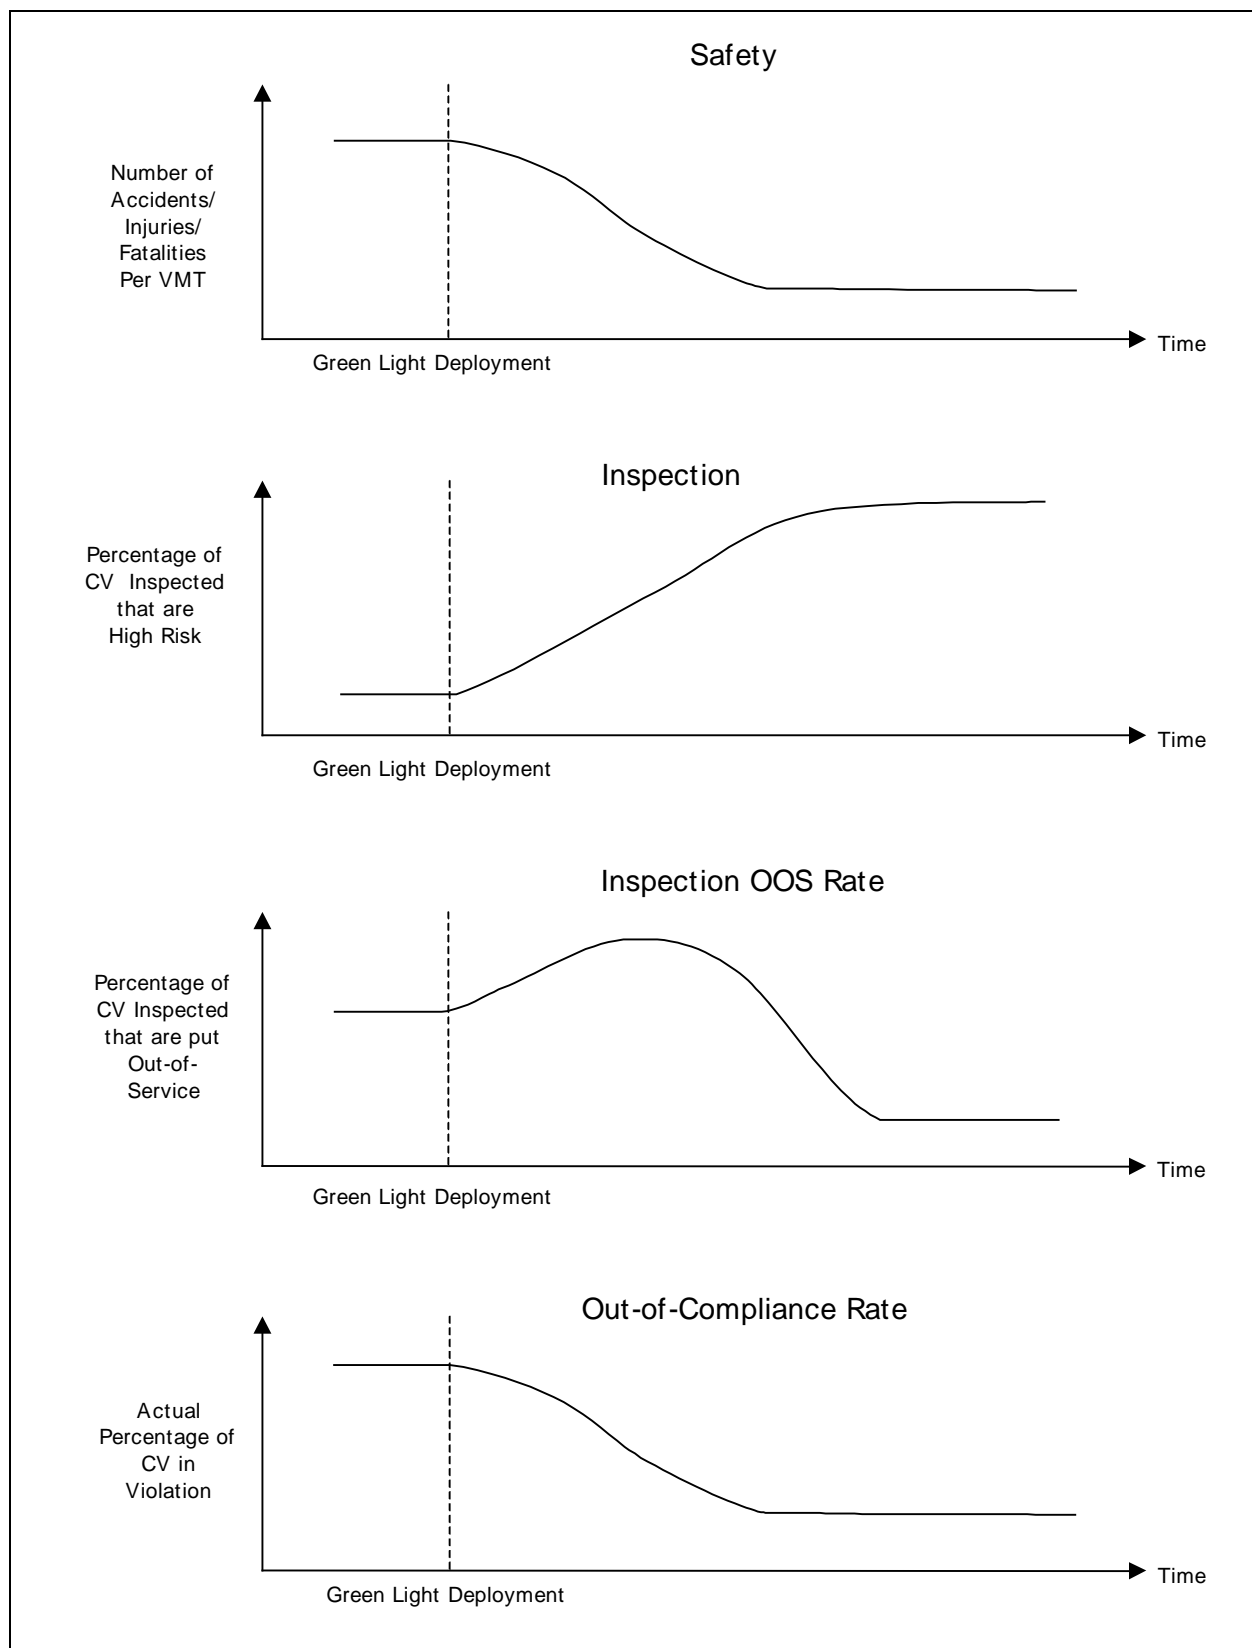 Safety
Number of
Accidents/
Injuries/
Fatalities
Per VMT
Time
Green Light Deployment
Inspection
Percentage of
CV Inspected
that are
High Risk
Time
Green Light Deployment
Inspection OOS Rate
Percentage of
CV Inspected
that are put
Out-of-
Service
Time
Green Light Deployment
Out-of-Compliance Rate
Actual
Percentage of
CV in
Violation
Time
Green Light Deployment